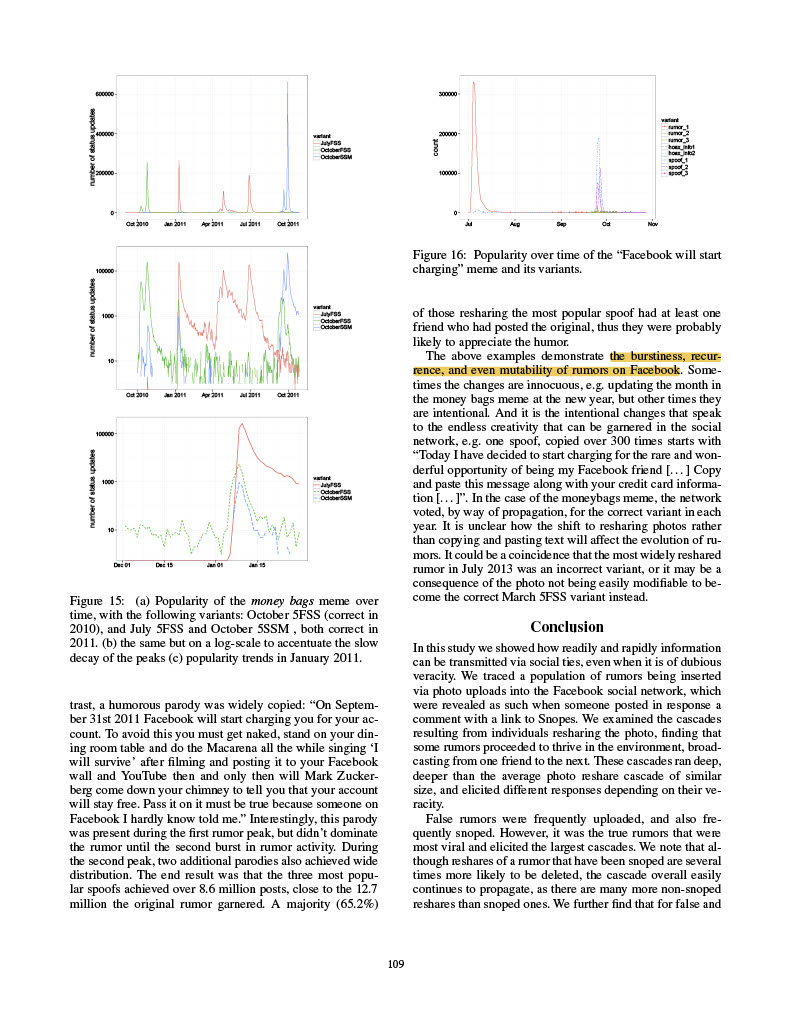 600000
400000
200000
0
number of status updates
Oct 2010 Jan 2011 Apr 2011 Jul 2011 Oct 2011
variant
JulyFSS
OctoberFSS
OctoberSSM
100000
1000
10
number of status updates
Oct 2010 Jan 2011 Apr 2011 Jul 2011 Oct 2011
variant
JulyFSS
OctoberFSS
OctoberSSM
100000
1000
10
number of status updates
Dec 01 Dec 15 Jan 01 Jan 15
variant
JulyFSS
OctoberFSS
OctoberSSM
Figure 15: (a) Popularity of the money bags meme over
time, with the following variants: October 5FSS (correct in
2010), and July 5FSS and October 5SSM , both correct in
2011. (b) the same but on a log-scale to accentuate the slow
decay of the peaks (c) popularity trends in January 2011.
trast, a humorous parody was widely copied: “On Septem-
ber 31st 2011 Facebook will start charging you for your ac-
count. To avoid this you must get naked, stand on your din-
ing room table and do the Macarena all the while singing ‘I
will survive’ after filming and posting it to your Facebook
wall and YouTube then and only then will Mark Zucker-
berg come down your chimney to tell you that your account
will stay free. Pass it on it must be true because someone on
Facebook I hardly know told me.” Interestingly, this parody
was present during the first rumor peak, but didn’t dominate
the rumor until the second burst in rumor activity. During
the second peak, two additional parodies also achieved wide
distribution. The end result was that the three most popu-
lar spoofs achieved over 8.6 million posts, close to the 12.7
million the original rumor garnered. A majority (65.2%)
300000
200000
100000
0
count
Jul Aug Sep Oct Nov
variant
rumor_1
rumor_2
rumor_3
hoax_info1
hoax_info2
spoof_1
spoof_2
spoof_3
Figure 16: Popularity over time of the “Facebook will start
charging” meme and its variants.
of those resharing the most popular spoof had at least one
friend who had posted the original, thus they were probably
likely to appreciate the humor.
The above examples demonstrate the burstiness, recur-
rence, and even mutability of rumors on Facebook. Some-
times the changes are innocuous, e.g. updating the month in
the money bags meme at the new year, but other times they
are intentional. And it is the intentional changes that speak
to the endless creativity that can be garnered in the social
network, e.g. one spoof, copied over 300 times starts with
“Today I have decided to start charging for the rare and won-
derful opportunity of being my Facebook friend [. . . ] Copy
and paste this message along with your credit card informa-
tion [. . . ]”. In the case of the moneybags meme, the network
voted, by way of propagation, for the correct variant in each
year. It is unclear how the shift to resharing photos rather
than copying and pasting text will affect the evolution of ru-
mors. It could be a coincidence that the most widely reshared
rumor in July 2013 was an incorrect variant, or it may be a
consequence of the photo not being easily modifiable to be-
come the correct March 5FSS variant instead.
Conclusion
In this study we showed how readily and rapidly information
can be transmitted via social ties, even when it is of dubious
veracity. We traced a population of rumors being inserted
via photo uploads into the Facebook social network, which
were revealed as such when someone posted in response a
comment with a link to Snopes. We examined the cascades
resulting from individuals resharing the photo, finding that
some rumors proceeded to thrive in the environment, broad-
casting from one friend to the next. These cascades ran deep,
deeper than the average photo reshare cascade of similar
size, and elicited different responses depending on their ve-
racity.
False rumors were frequently uploaded, and also fre-
quently snoped. However, it was the true rumors that were
most viral and elicited the largest cascades. We note that al-
though reshares of a rumor that have been snoped are several
times more likely to be deleted, the cascade overall easily
continues to propagate, as there are many more non-snoped
reshares than snoped ones. We further find that for false and
109